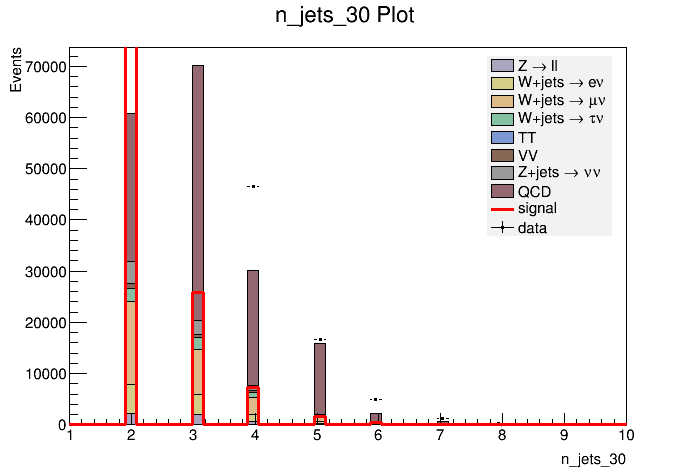 n_jets_30 Plot
Events
70000
60000
50000
40000
30000
20000
10000
0
1 2 3 4 5 6 7 8 9 10
n_jets_30
Z → ll
W+jets → eν
W+jets → μν
W+jets → τν
TT
VV
Z+jets → νν
QCD
signal
data